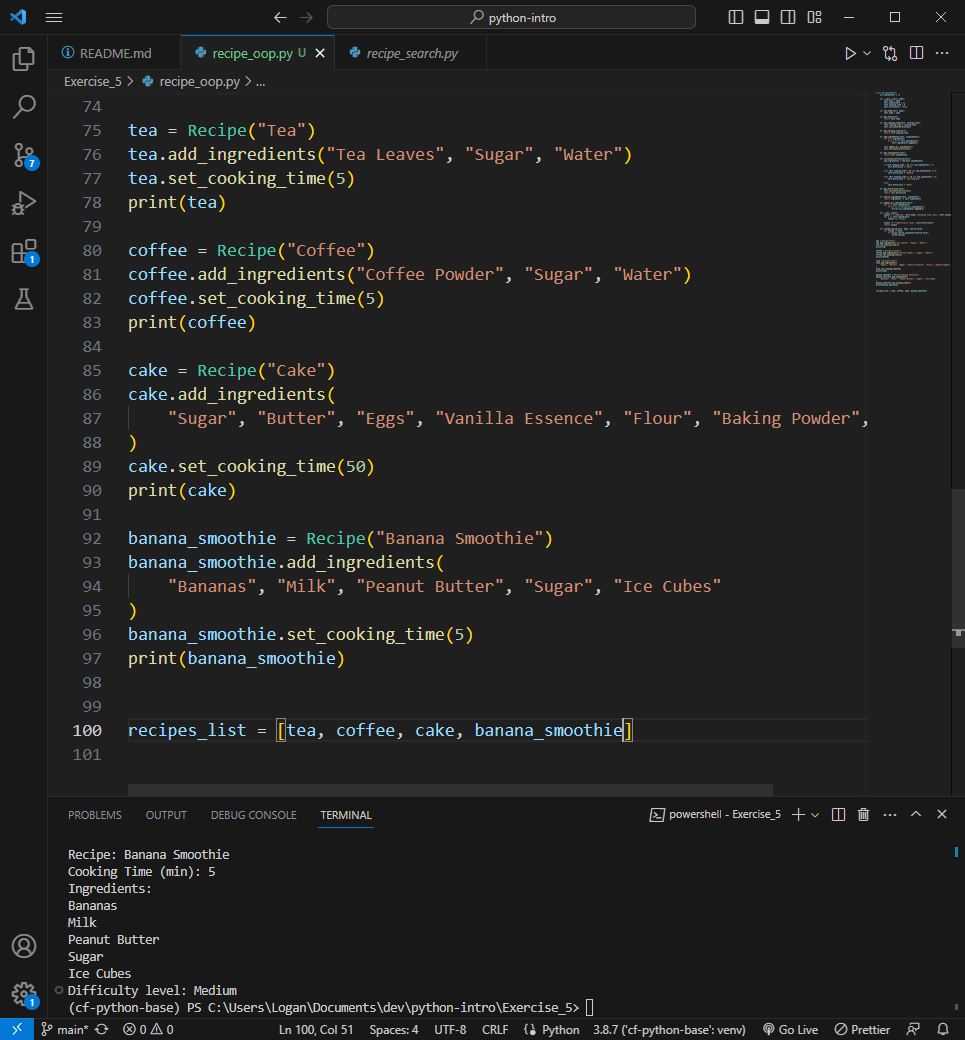 python-intro
README.md
recipe_oop.py U
recipe_search.py
Exercise_5 > recipe_oop.py > ...
74
75 tea = Recipe("Tea")
76 tea.add_ingredients("Tea Leaves", "Sugar", "Water")
77 tea.set_cooking_time(5)
78 print(tea)
79
80 coffee = Recipe("Coffee")
81 coffee.add_ingredients("Coffee Powder", "Sugar", "Water")
82 coffee.set_cooking_time(5)
83 print(coffee)
84
85 cake = Recipe("Cake")
86 cake.add_ingredients(
87 "Sugar", "Butter", "Eggs", "Vanilla Essence", "Flour", "Baking Powder",
88 )
89 cake.set_cooking_time(50)
90 print(cake)
91
92 banana_smoothie = Recipe("Banana Smoothie")
93 banana_smoothie.add_ingredients(
94 "Bananas", "Milk", "Peanut Butter", "Sugar", "Ice Cubes"
95 )
96 banana_smoothie.set_cooking_time(5)
97 print(banana_smoothie)
98
99
100 recipes_list = [tea, coffee, cake, banana_smoothie]
101
PROBLEMS OUTPUT DEBUG CONSOLE TERMINAL powershell - Exercise_5
Recipe: Banana Smoothie
Cooking Time (min): 5
Ingredients:
Bananas
Milk
Peanut Butter
Sugar
Ice Cubes
Difficulty level: Medium
(cf-python-base) PS C:\Users\Logan\Documents\dev\python-intro\Exercise_5>
7
1
1
main* 0 0 Ln 100, Col 51 Spaces: 4 UTF-8 CRLF Python 3.8.7 ('cf-python-base': venv) Go Live Prettier